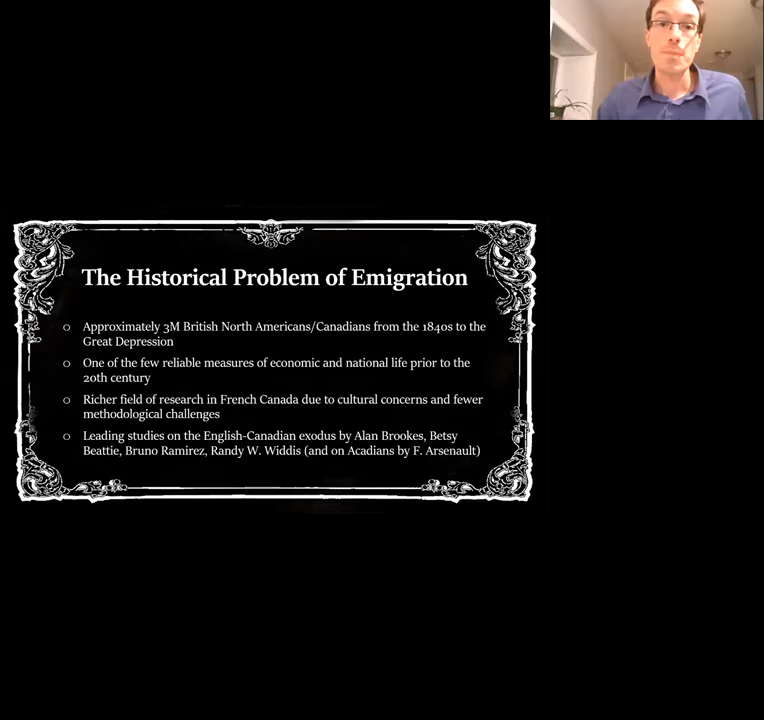 The Historical Problem of Emigration
Approximately 3M British North Americans/Canadians from the 1840s to the
Great Depression
One of the few reliable measures of economic and national life prior to the
20th century
Richer field of research in French Canada due to cultural concerns and fewer
methodological challenges
Leading studies on the English-Canadian exodus by Alan Brookes, Betsy
Beattie, Bruno Ramirez, Randy W. Widdis (and on Acadians by F. Arsenault)